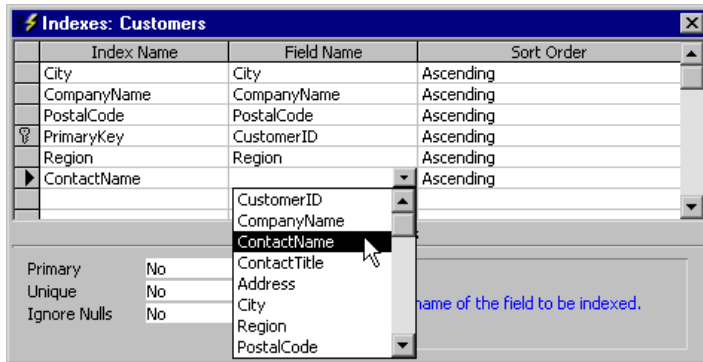 Indexes: Customers
Index Name Field Name Sort Order
City City Ascending
CompanyName CompanyName Ascending
PostalCode PostalCode Ascending
PrimaryKey CustomerID Ascending
Region Region Ascending
ContactName Ascending
CustomerID
CompanyName
ContactName
ContactTitle
Address
City
Region
PostalCode
Primary No
Unique No
Ignore Nulls No
name of the field to be indexed.